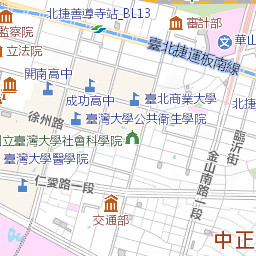 北捷善導寺站_BL13
審計部
監察院
華山
立法院
臺北捷運板南線
開南高中
成功高中
臺北商業大學
北捷
徐州路
臺灣大學公共衛生學院
臨沂街
國立臺灣大學社會科學院
臺灣大學醫學院
金山南路一段
仁愛路一段
交通部
中正